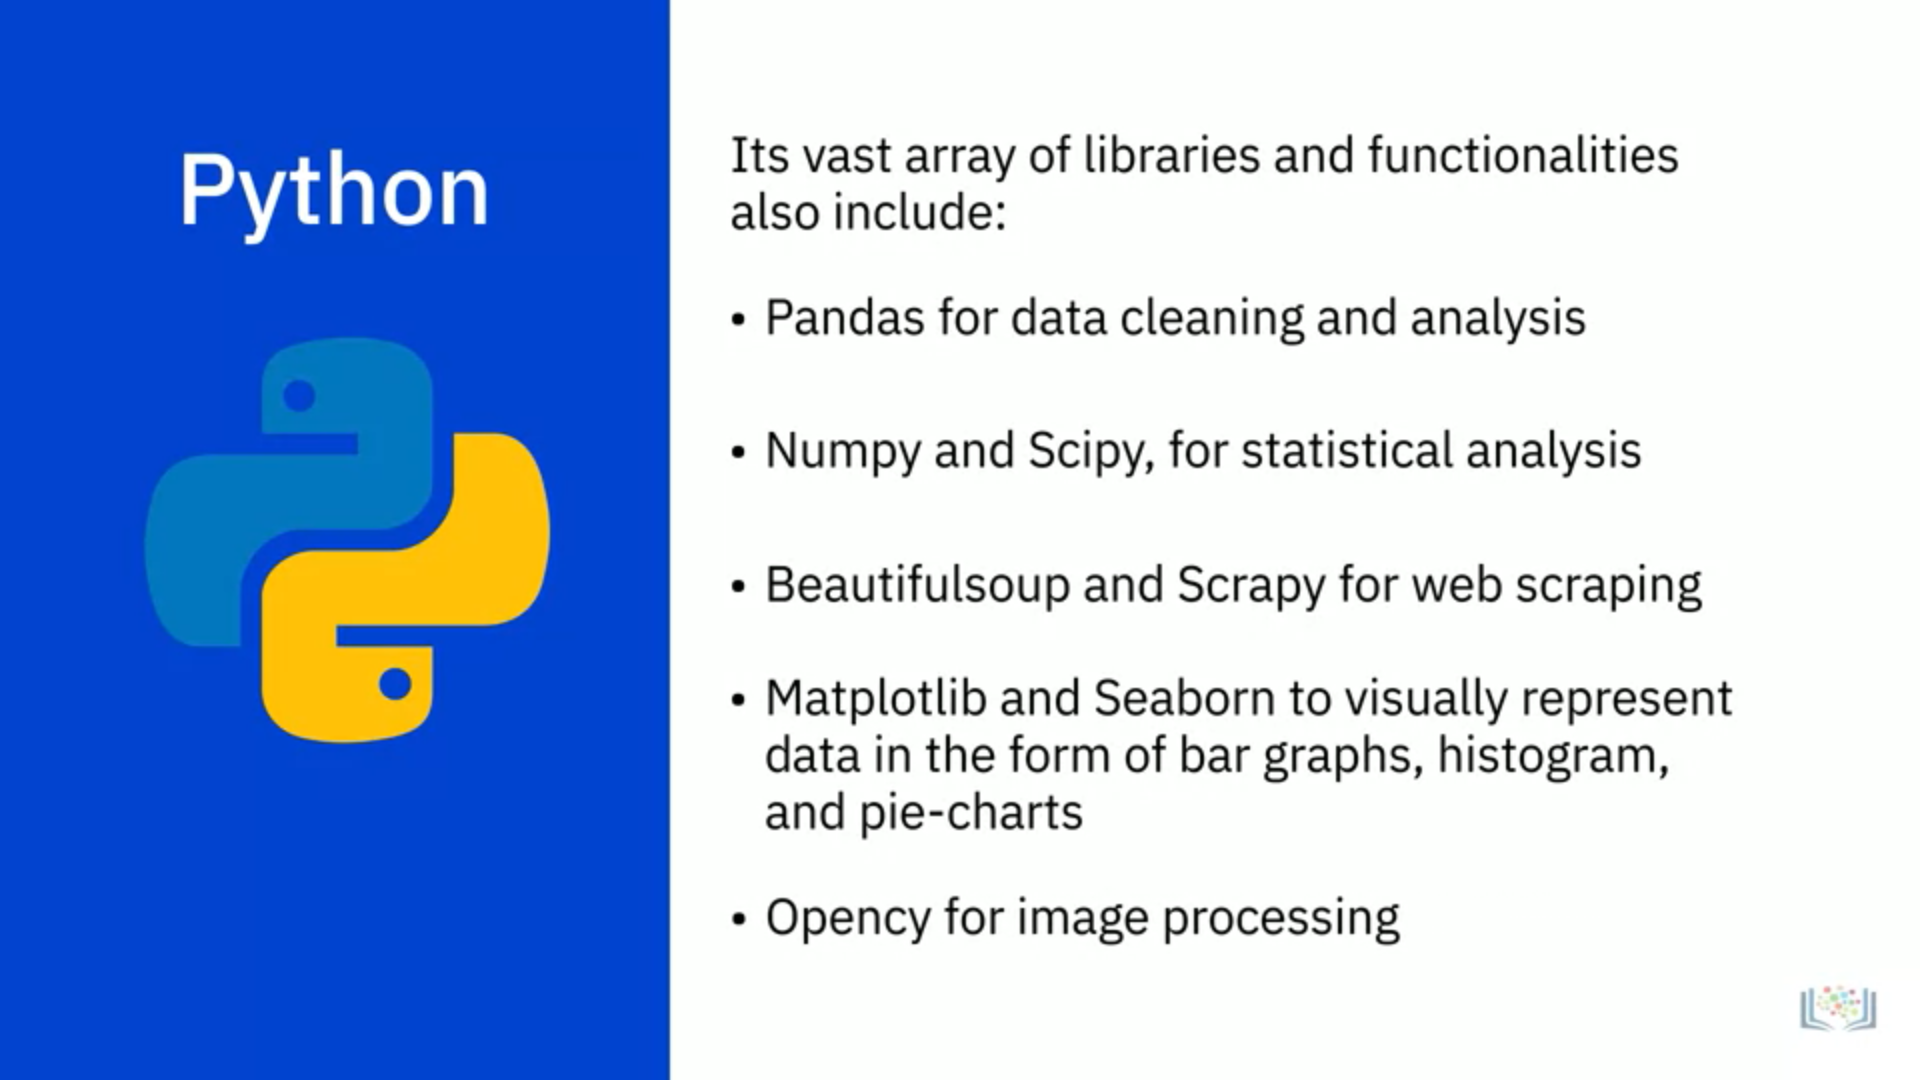 Python
Its vast array of libraries and functionalities
also include:
• Pandas for data cleaning and analysis
• Numpy and Scipy, for statistical analysis
• Beautifulsoup and Scrapy for web scraping
• Matplotlib and Seaborn to visually represent
data in the form of bar graphs, histogram,
and pie-charts
• Opency for image processing